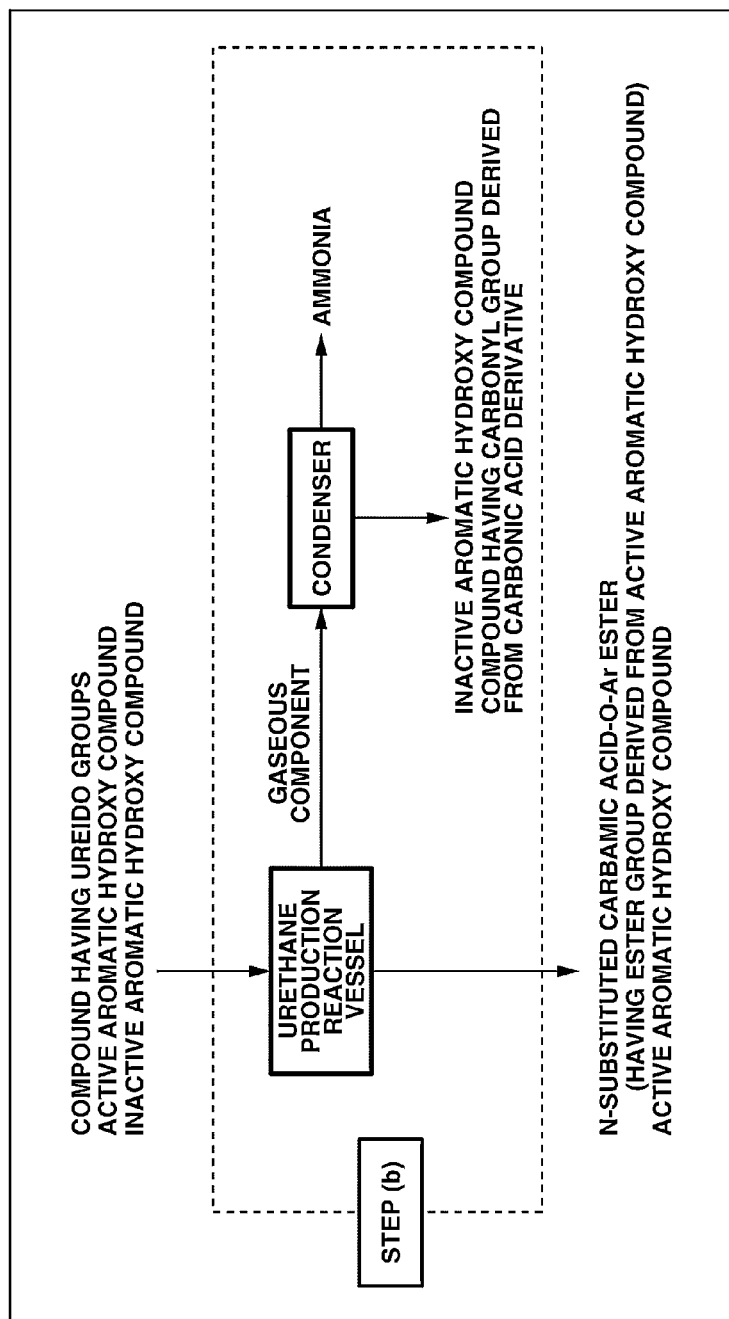 COMPOUND HAVING UREIDO GROUPS
ACTIVE AROMATIC HYDROXY COMPOUND
INACTIVE AROMATIC HYDROXY COMPOUND
STEP (b)
URETHANE
PRODUCTION
REACTION
VESSEL
GASEOUS
COMPONENT
CONDENSER
AMMONIA
INACTIVE AROMATIC HYDROXY COMPOUND
COMPOUND HAVING CARBONYL GROUP DERIVED
FROM CARBONIC ACID DERIVATIVE
N-SUBSTITUTED CARBAMIC ACID-O-Ar ESTER
(HAVING ESTER GROUP DERIVED FROM ACTIVE AROMATIC HYDROXY COMPOUND)
ACTIVE AROMATIC HYDROXY COMPOUND